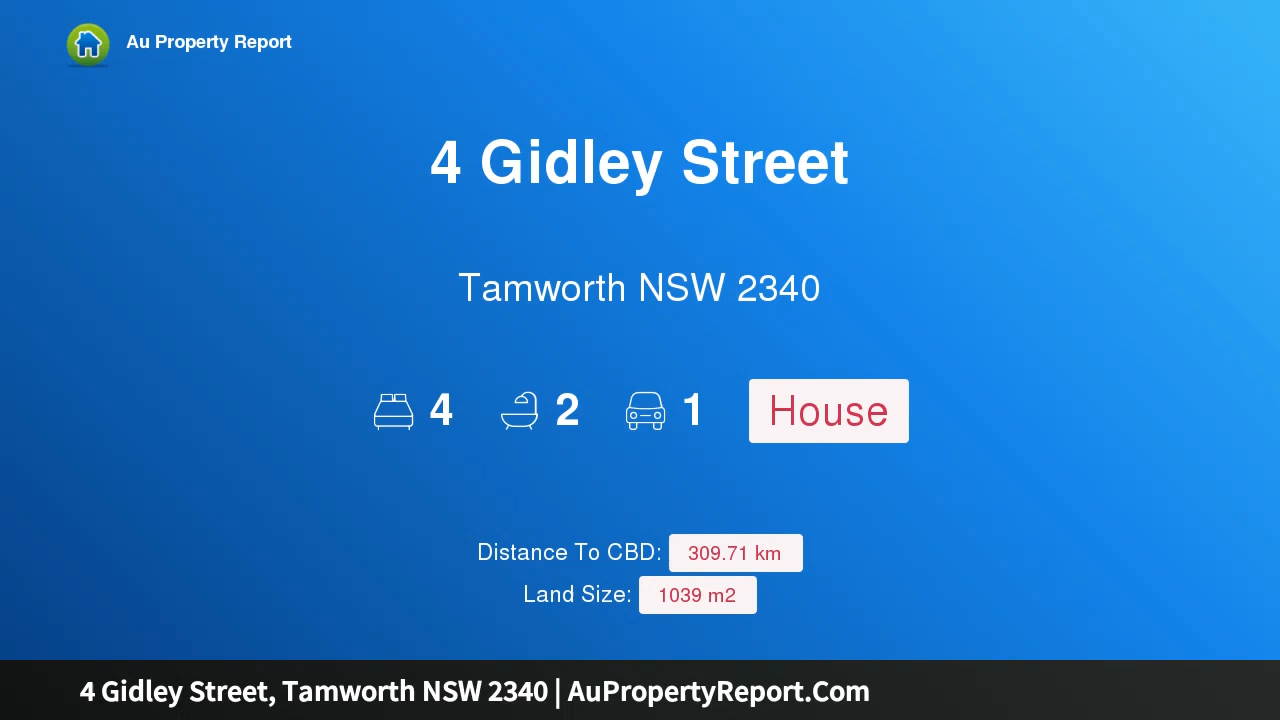 Au Property Report
4 Gidley Street
Tamworth NSW 2340
4 2 1 House
Distance To CBD: 309.71 km
Land Size: 1039 m2
4 Gidley Street, Tamworth NSW 2340 | AuPropertyReport.Com